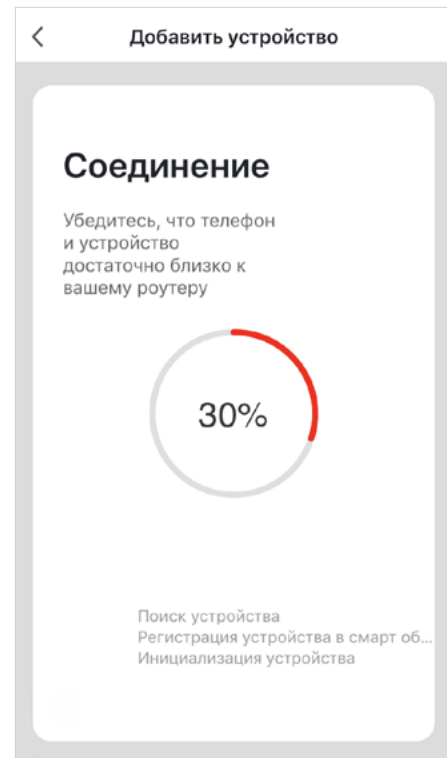 Добавить устройство
Соединение
Убедитесь, что телефон
и устройство
достаточно близко к
вашему роутеру
30%
Поиск устройства
Регистрация устройства в смарт об...
Инициализация устройства